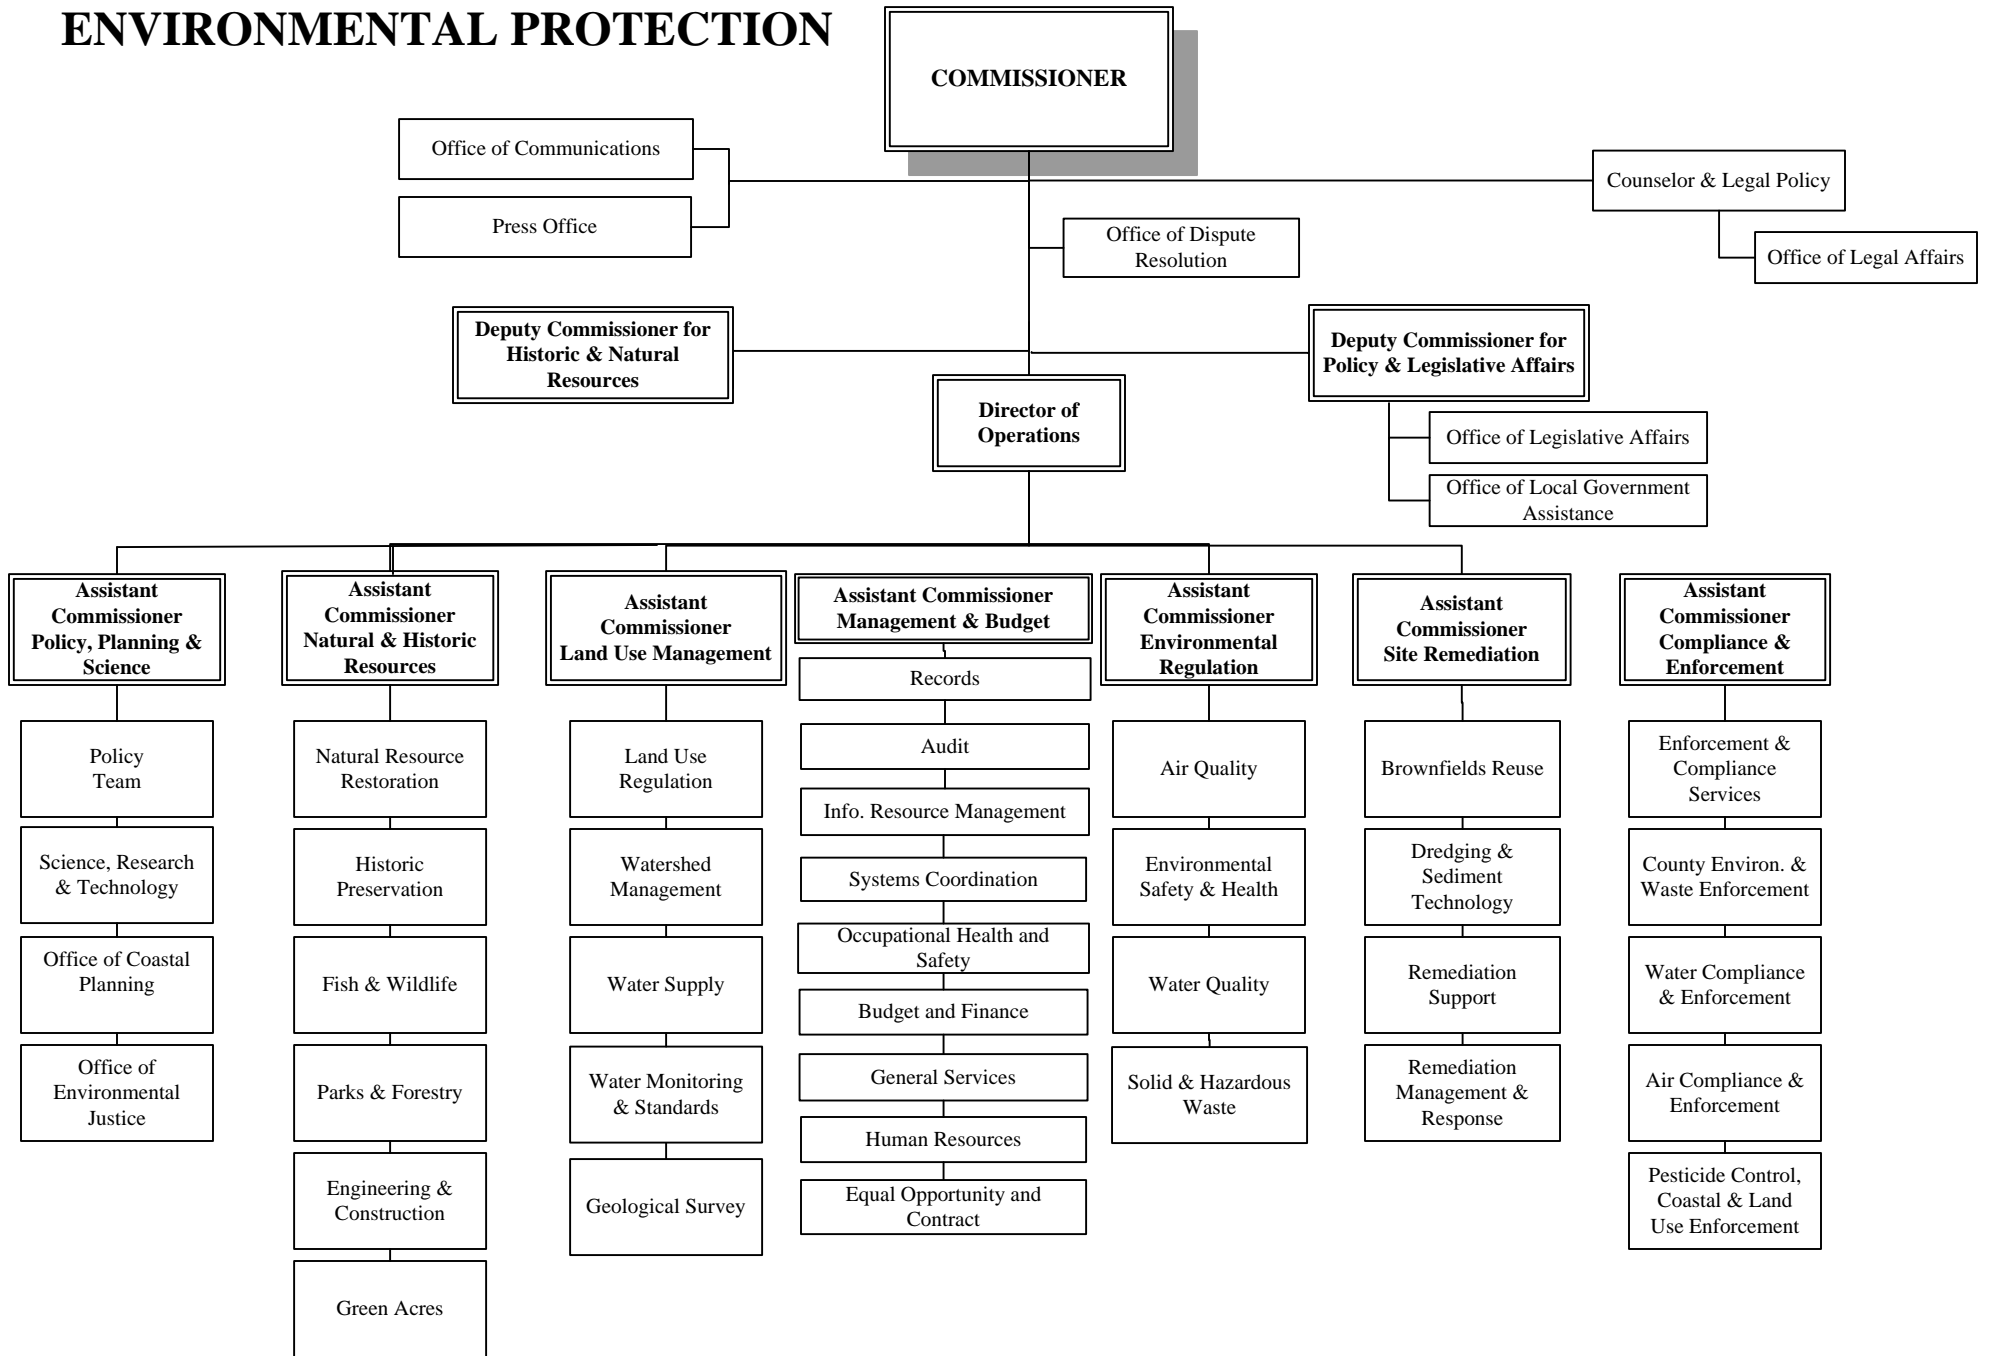 ENVIRONMENTAL PROTECTION
COMMISSIONER
Office of Communications
Press Office
Counselor & Legal Policy
Office of Legal Affairs
Office of Dispute
Resolution
Deputy Commissioner for
Historic & Natural
Resources
Deputy Commissioner for
Policy & Legislative Affairs
Director of
Operations
Office of Legislative Affairs
Office of Local Government
Assistance
Assistant
Commissioner
Policy, Planning &
Science
Policy
Team
Science, Research
& Technology
Office of Coastal
Planning
Office of
Environmental
Justice
Assistant
Commissioner
Natural & Historic
Resources
Natural Resource
Restoration
Historic
Preservation
Fish & Wildlife
Parks & Forestry
Engineering &
Construction
Green Acres
Assistant
Commissioner
Land Use Management
Land Use
Regulation
Watershed
Management
Water Supply
Water Monitoring
& Standards
Geological Survey
Assistant Commissioner
Management & Budget
Records
Audit
Info. Resource Management
Systems Coordination
Occupational Health and
Safety
Budget and Finance
General Services
Human Resources
Equal Opportunity and
Contract
Assistant
Commissioner
Environmental
Regulation
Air Quality
Environmental
Safety & Health
Water Quality
Solid & Hazardous
Waste
Assistant
Commissioner
Site Remediation
Brownfields Reuse
Dredging &
Sediment
Technology
Remediation
Support
Remediation
Management &
Response
Assistant
Commissioner
Compliance &
Enforcement
Enforcement &
Compliance
Services
County Environ. &
Waste Enforcement
Water Compliance
& Enforcement
Air Compliance &
Enforcement
Pesticide Control,
Coastal & Land
Use Enforcement